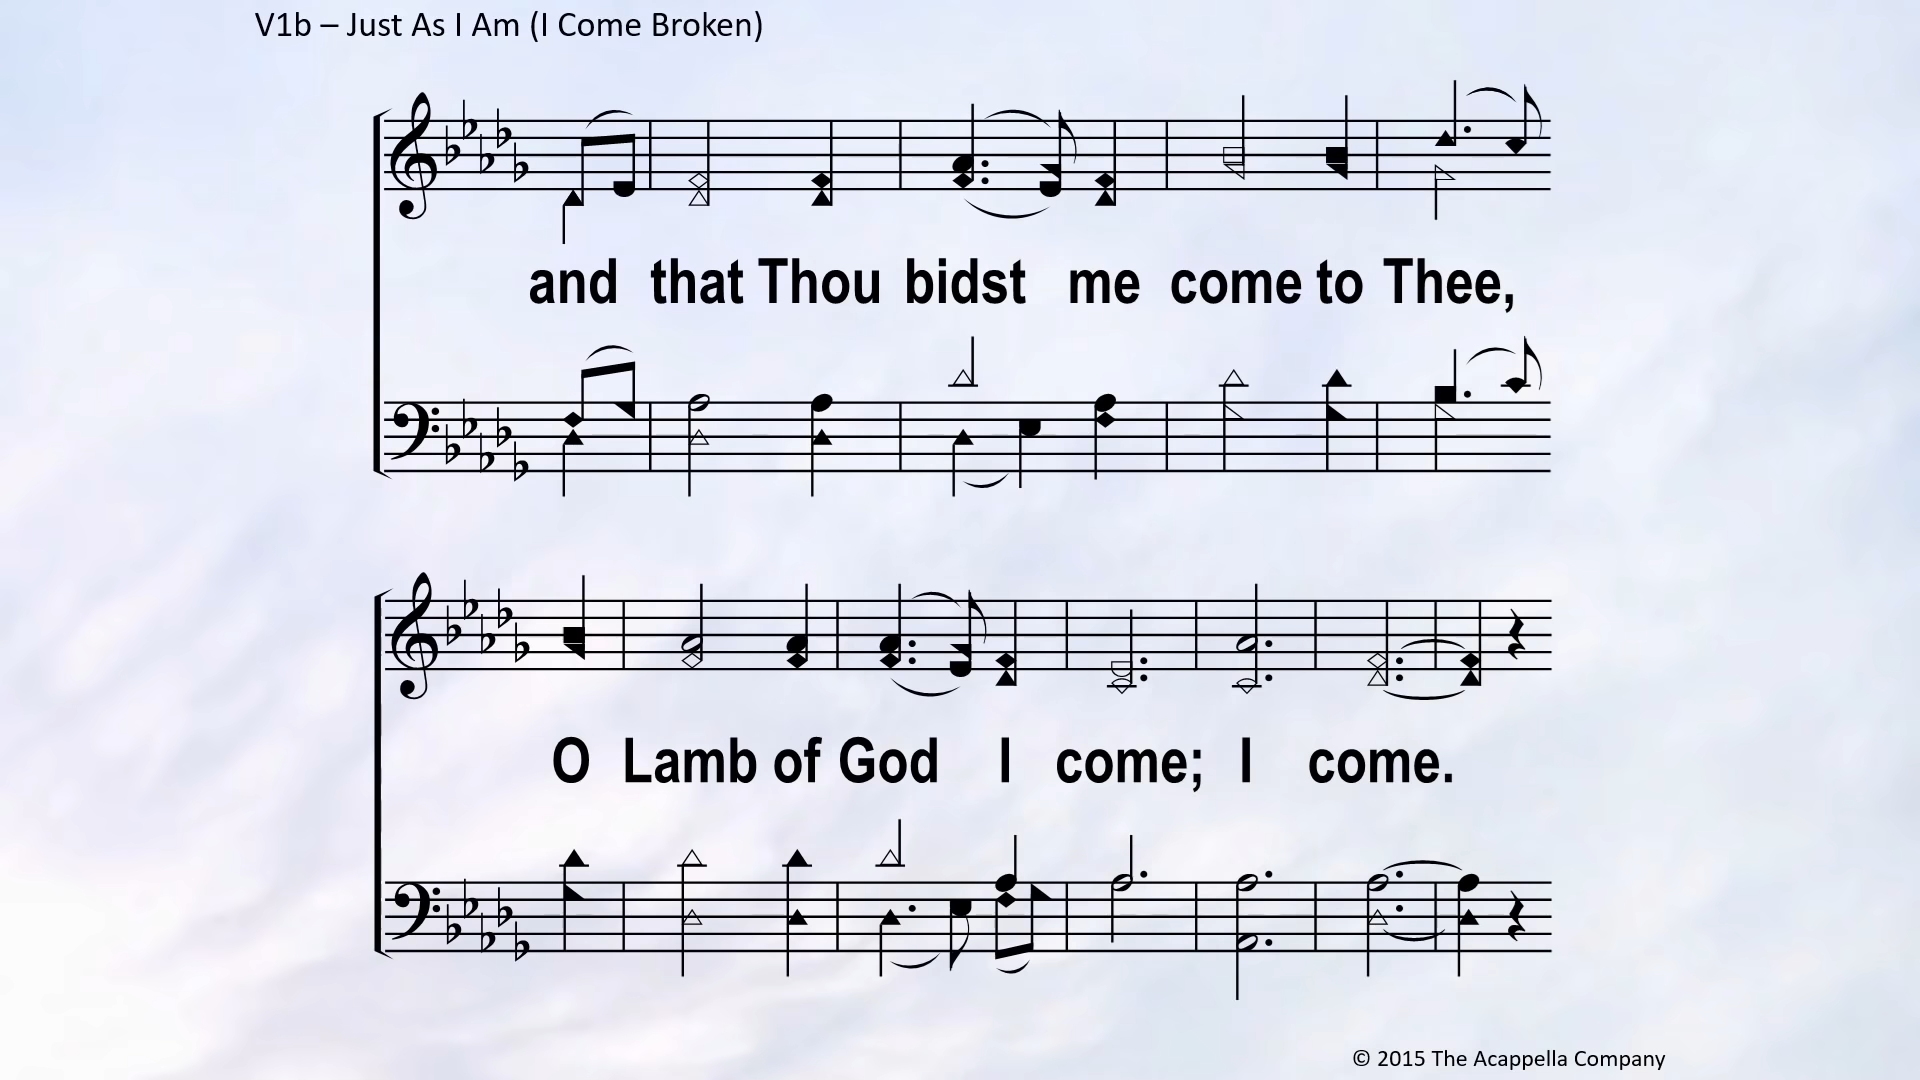 V1b – Just As I Am (I Come Broken)
and that Thou bidst me come to Thee,
O Lamb of God I come; I come.
© 2015 The Acappella Company